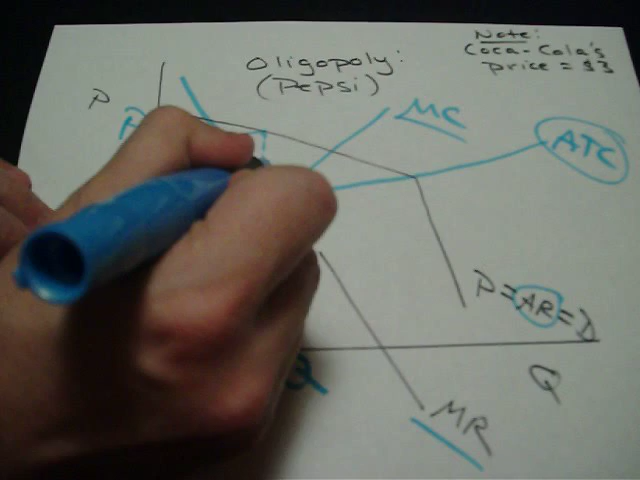 Note:
Coca-Cola's
price = $3
Oligopoly:
(Pepsi)
P
P
MC
ATC
P=AR=D
Q
Q
MR